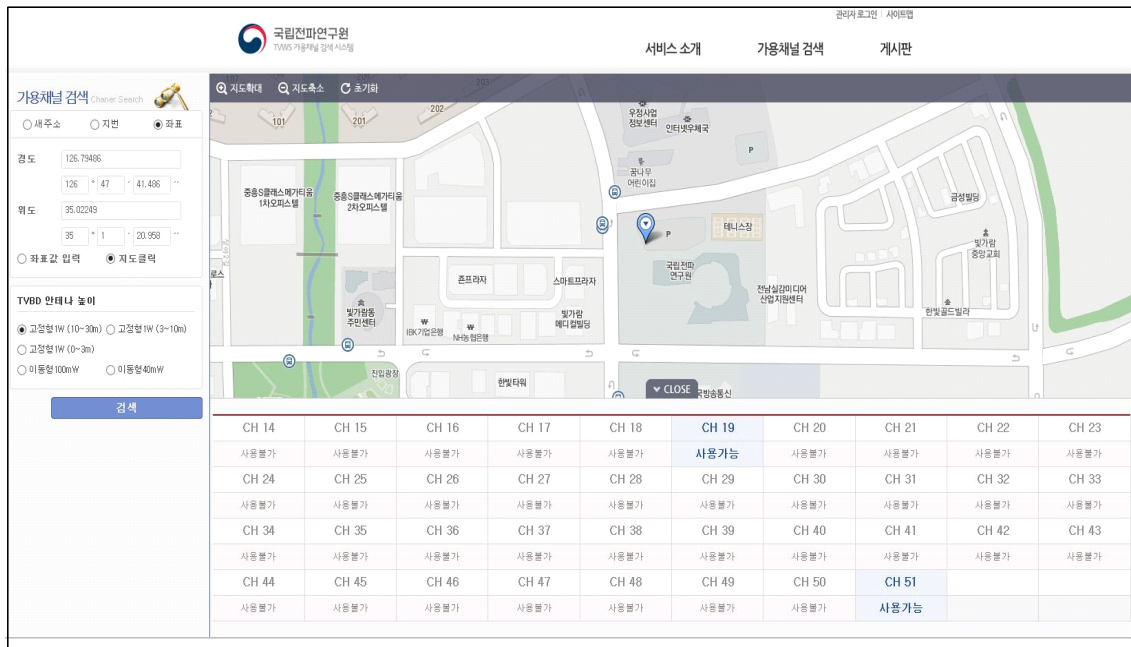 관리자 로그인 | 사이트맵
국립전파연구원
TVWS 가용채널 검색 시스템
서비스 소개 가용채널 검색 게시판
가용채널 검색 Chaner Search
새주소 지번 좌표
경도 126.79486
126 ° 47 ' 41.486 ''
위도 35.02249
35 ° 1 ' 20.958 ''
좌표값 입력 지도클릭
TVBD 안테나 높이
고정형1W (10~30m) 고정형1W (3~10m)
고정형1W (0~3m)
이동형100mW 이동형40mW
검색
지도확대 지도축소 초기화
203
202
101
201
우정사업
정보센터
인터넷우체국
P
꿈나무
어린이집
중흥S클래스메가티움
1차오피스텔
중흥S클래스메가티움
2차오피스텔
금성빌딩
테니스장
P
빛가람
중앙교회
국립전파
연구원
죤프라자
스마트프라자
전남실감미디어
산업지원센터
빛가람동
주민센터
빛가람
메디컬빌딩
한빛골드빌라
IBK기업은행
NH농협은행
진입광장
한빛타워
CLOSE
국방송통신
CH 14 CH 15 CH 16 CH 17 CH 18 CH 19 CH 20 CH 21 CH 22 CH 23
사용불가 사용불가 사용불가 사용불가 사용불가 사용가능 사용불가 사용불가 사용불가 사용불가
CH 24 CH 25 CH 26 CH 27 CH 28 CH 29 CH 30 CH 31 CH 32 CH 33
사용불가 사용불가 사용불가 사용불가 사용불가 사용불가 사용불가 사용불가 사용불가 사용불가
CH 34 CH 35 CH 36 CH 37 CH 38 CH 39 CH 40 CH 41 CH 42 CH 43
사용불가 사용불가 사용불가 사용불가 사용불가 사용불가 사용불가 사용불가 사용불가 사용불가
CH 44 CH 45 CH 46 CH 47 CH 48 CH 49 CH 50 CH 51
사용불가 사용불가 사용불가 사용불가 사용불가 사용불가 사용불가 사용가능